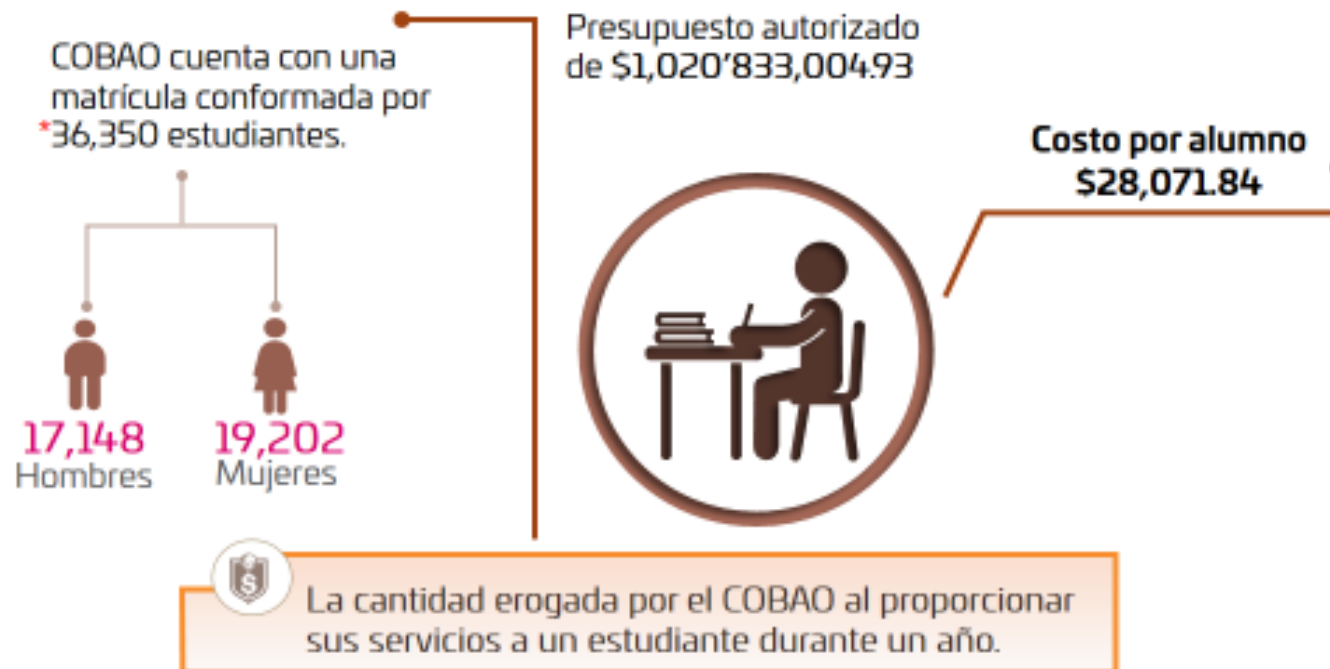 COBAO cuenta con una
matrícula conformada por
*36,350 estudiantes.
17,148
Hombres
19,202
Mujeres
Presupuesto autorizado
de $1,020’833,004.93
Costo por alumno
$28,071.84
$
La cantidad erogada por el COBAO al proporcionar
sus servicios a un estudiante durante un año.